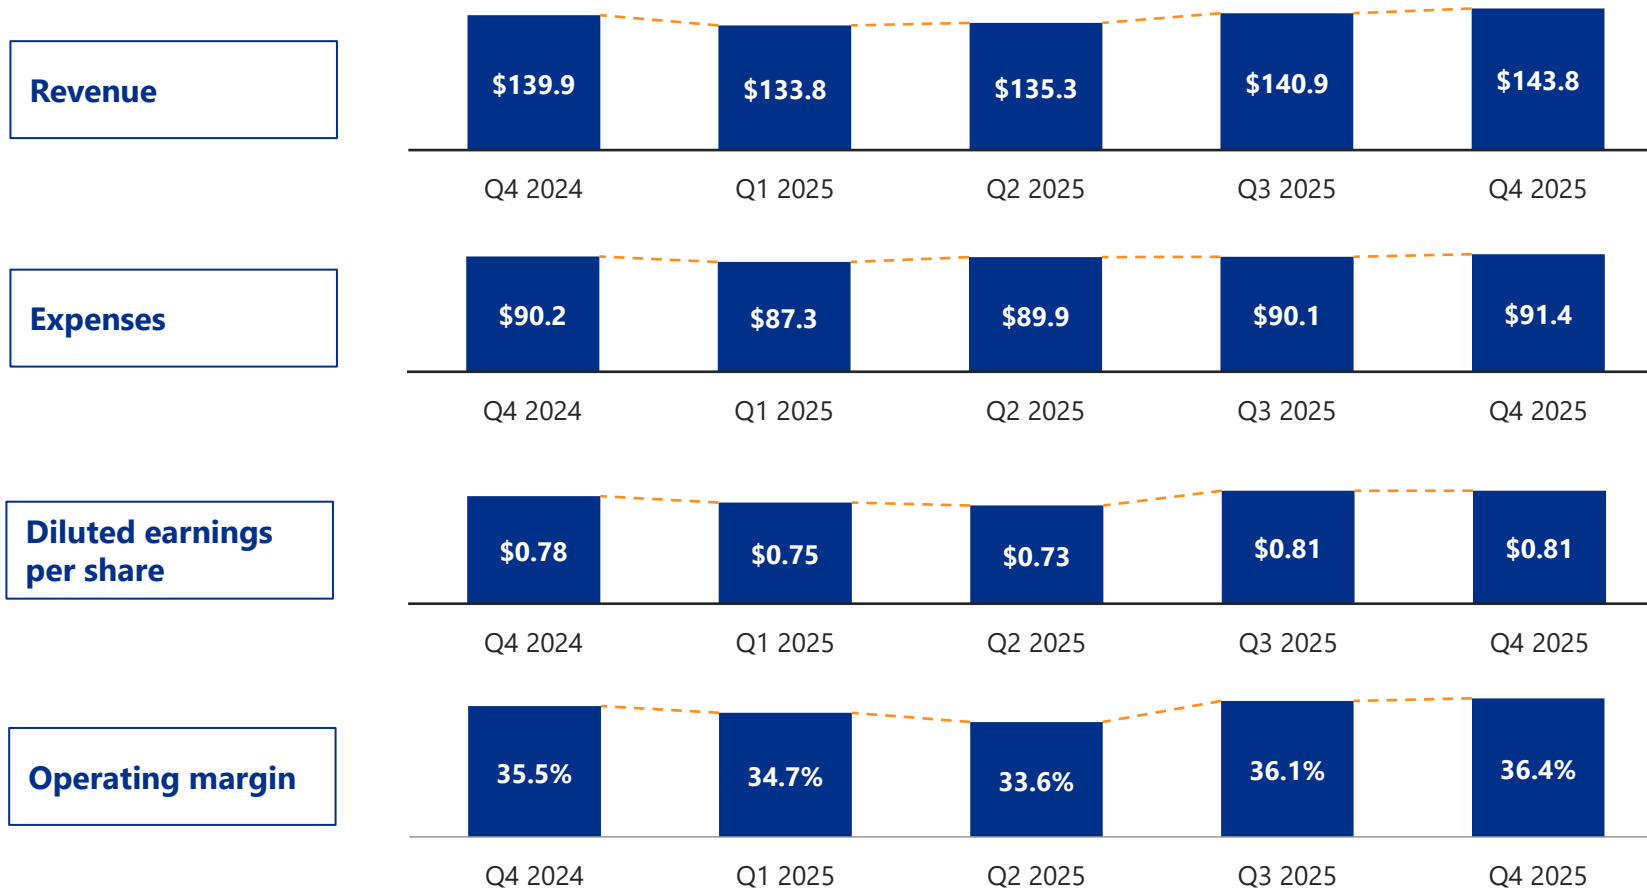 Revenue
$139.9
$133.8
$135.3
$140.9
$143.8
Q4 2024
Q1 2025
Q2 2025
Q3 2025
Q4 2025
Expenses
$90.2
$87.3
$89.9
$90.1
$91.4
Q4 2024
Q1 2025
Q2 2025
Q3 2025
Q4 2025
Diluted earnings
per share
$0.78
$0.75
$0.73
$0.81
$0.81
Q4 2024
Q1 2025
Q2 2025
Q3 2025
Q4 2025
Operating margin
35.5%
34.7%
33.6%
36.1%
36.4%
Q4 2024
Q1 2025
Q2 2025
Q3 2025
Q4 2025